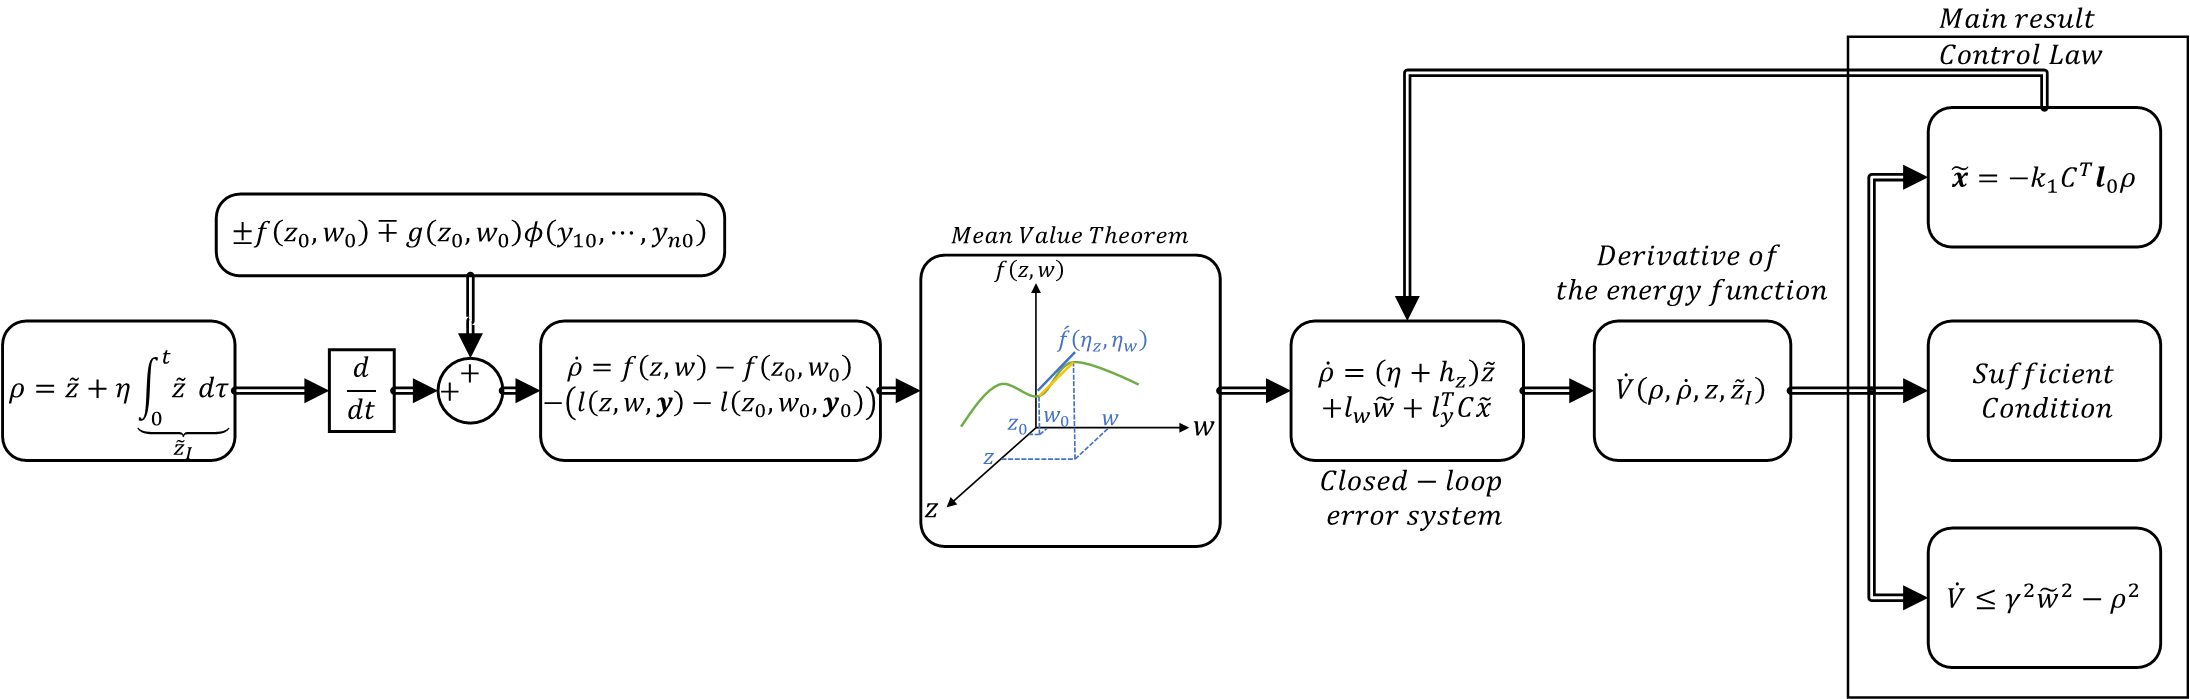 Main result
Control Law
x̃ = −k₁Cᵀl₀ρ
±f(z₀, w₀) ∓ g(z₀, w₀)ϕ(y₁₀, ⋯, yₙ₀)
Mean Value Theorem
f(z, w)
f́(η_z, η_w)
z₀
w₀
w
w
z
z
Derivative of
the energy function
ρ = z̃ + η ∫₀ᵗ z̃ dτ
z̃_I
d
dt
+
+
ρ̇ = f(z, w) − f(z₀, w₀)
−(l(z, w, y) − l(z₀, w₀, y₀))
ρ̇ = (η + h_z)z̃
+l_w w̃ + l_yᵀCx̃
Closed − loop
error system
V̇(ρ, ρ̇, z, z̃_I)
Sufficient
Condition
V̇ ≤ γ²w̃² − ρ²